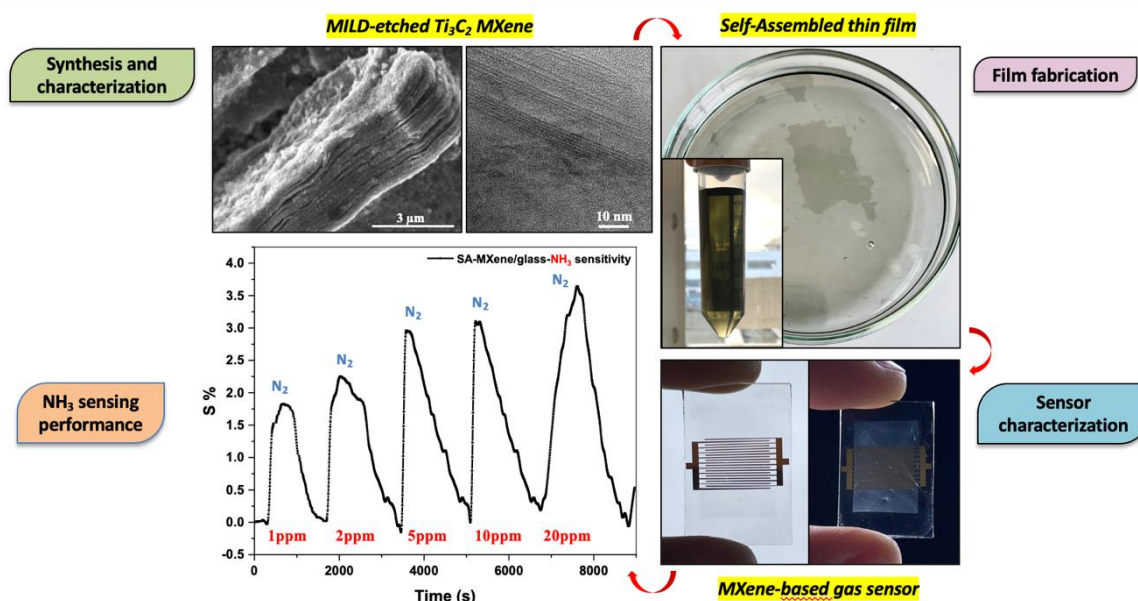 MILD-etched Ti₃C₂ MXene
Self-Assembled thin film
Synthesis and
characterization
Film fabrication
3 µm
10 nm
SA-MXene/glass-NH₃ sensitivity
S %
4.0
3.5
3.0
2.5
2.0
1.5
1.0
0.5
0.0
-0.5
N₂
N₂
N₂
N₂
N₂
1ppm
2ppm
5ppm
10ppm
20ppm
0
2000
4000
6000
8000
Time (s)
NH₃ sensing
performance
Sensor
characterization
MXene-based gas sensor